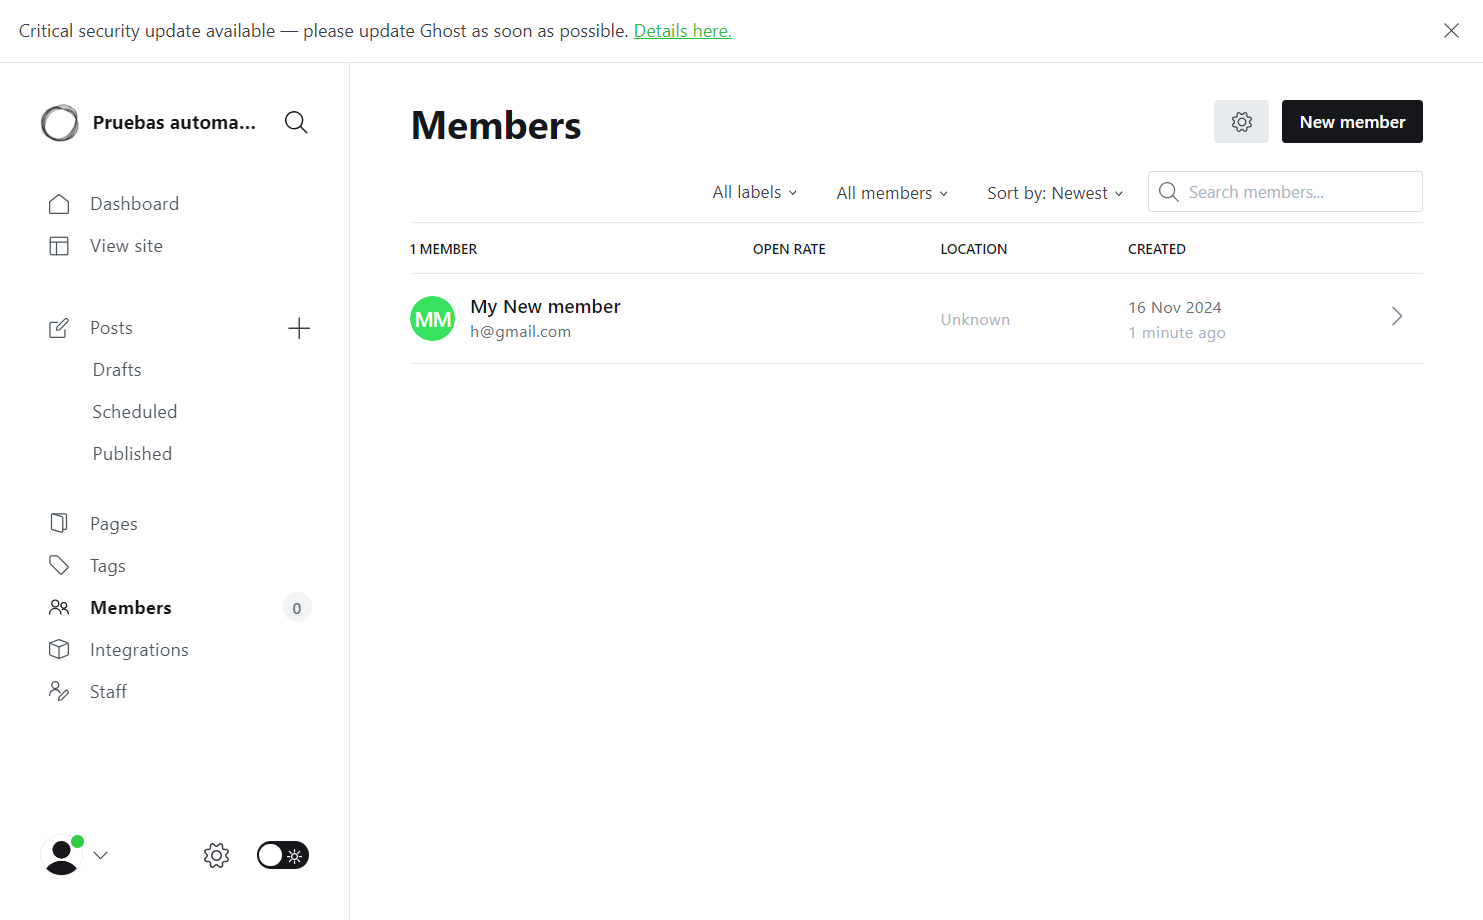 Critical security update available — please update Ghost as soon as possible. Details here.
Pruebas automa...
Dashboard
View site
Posts
Drafts
Scheduled
Published
Pages
Tags
Members
0
Integrations
Staff
Members
New member
All labels
All members
Sort by: Newest
Search members...
1 MEMBER
OPEN RATE
LOCATION
CREATED
MM
My New member
h@gmail.com
Unknown
16 Nov 2024
1 minute ago